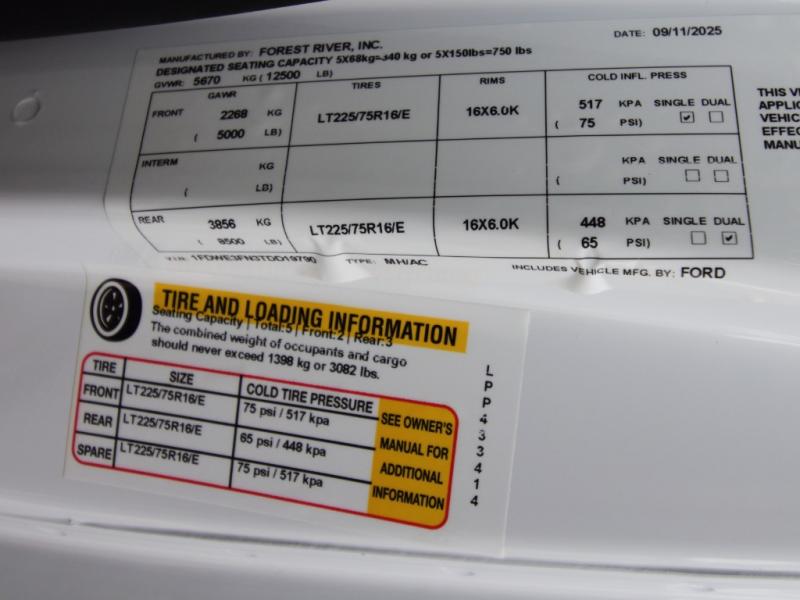 MANUFACTURED BY: FOREST RIVER, INC. DATE: 09/11/2025
DESIGNATED SEATING CAPACITY 5X68kg=340 kg or 5X150lbs=750 lbs
GVWR: 5670 KG ( 12500 LB)
GAWR TIRES RIMS COLD INFL. PRESS
FRONT 2268 KG LT225/75R16/E 16X6.0K 517 KPA SINGLE DUAL
( 5000 LB) ( 75 PSI)
INTERM KG KPA SINGLE DUAL
( LB) ( PSI)
REAR 3856 KG LT225/75R16/E 16X6.0K 448 KPA SINGLE DUAL
( 8500 LB) ( 65 PSI)
TYPE: MH/AC INCLUDES VEHICLE MFG. BY: FORD
THIS
APPLIC
VEHIC
EFFEC
MANU
TIRE AND LOADING INFORMATION
Seating Capacity | Total:5 | Front:2 | Rear:3
The combined weight of occupants and cargo
should never exceed 1398 kg or 3082 lbs.
TIRE SIZE COLD TIRE PRESSURE
FRONT LT225/75R16/E 75 psi / 517 kpa
REAR LT225/75R16/E 65 psi / 448 kpa
SPARE LT225/75R16/E 75 psi / 517 kpa
SEE OWNER'S
MANUAL FOR
ADDITIONAL
INFORMATION
LPP43 3414